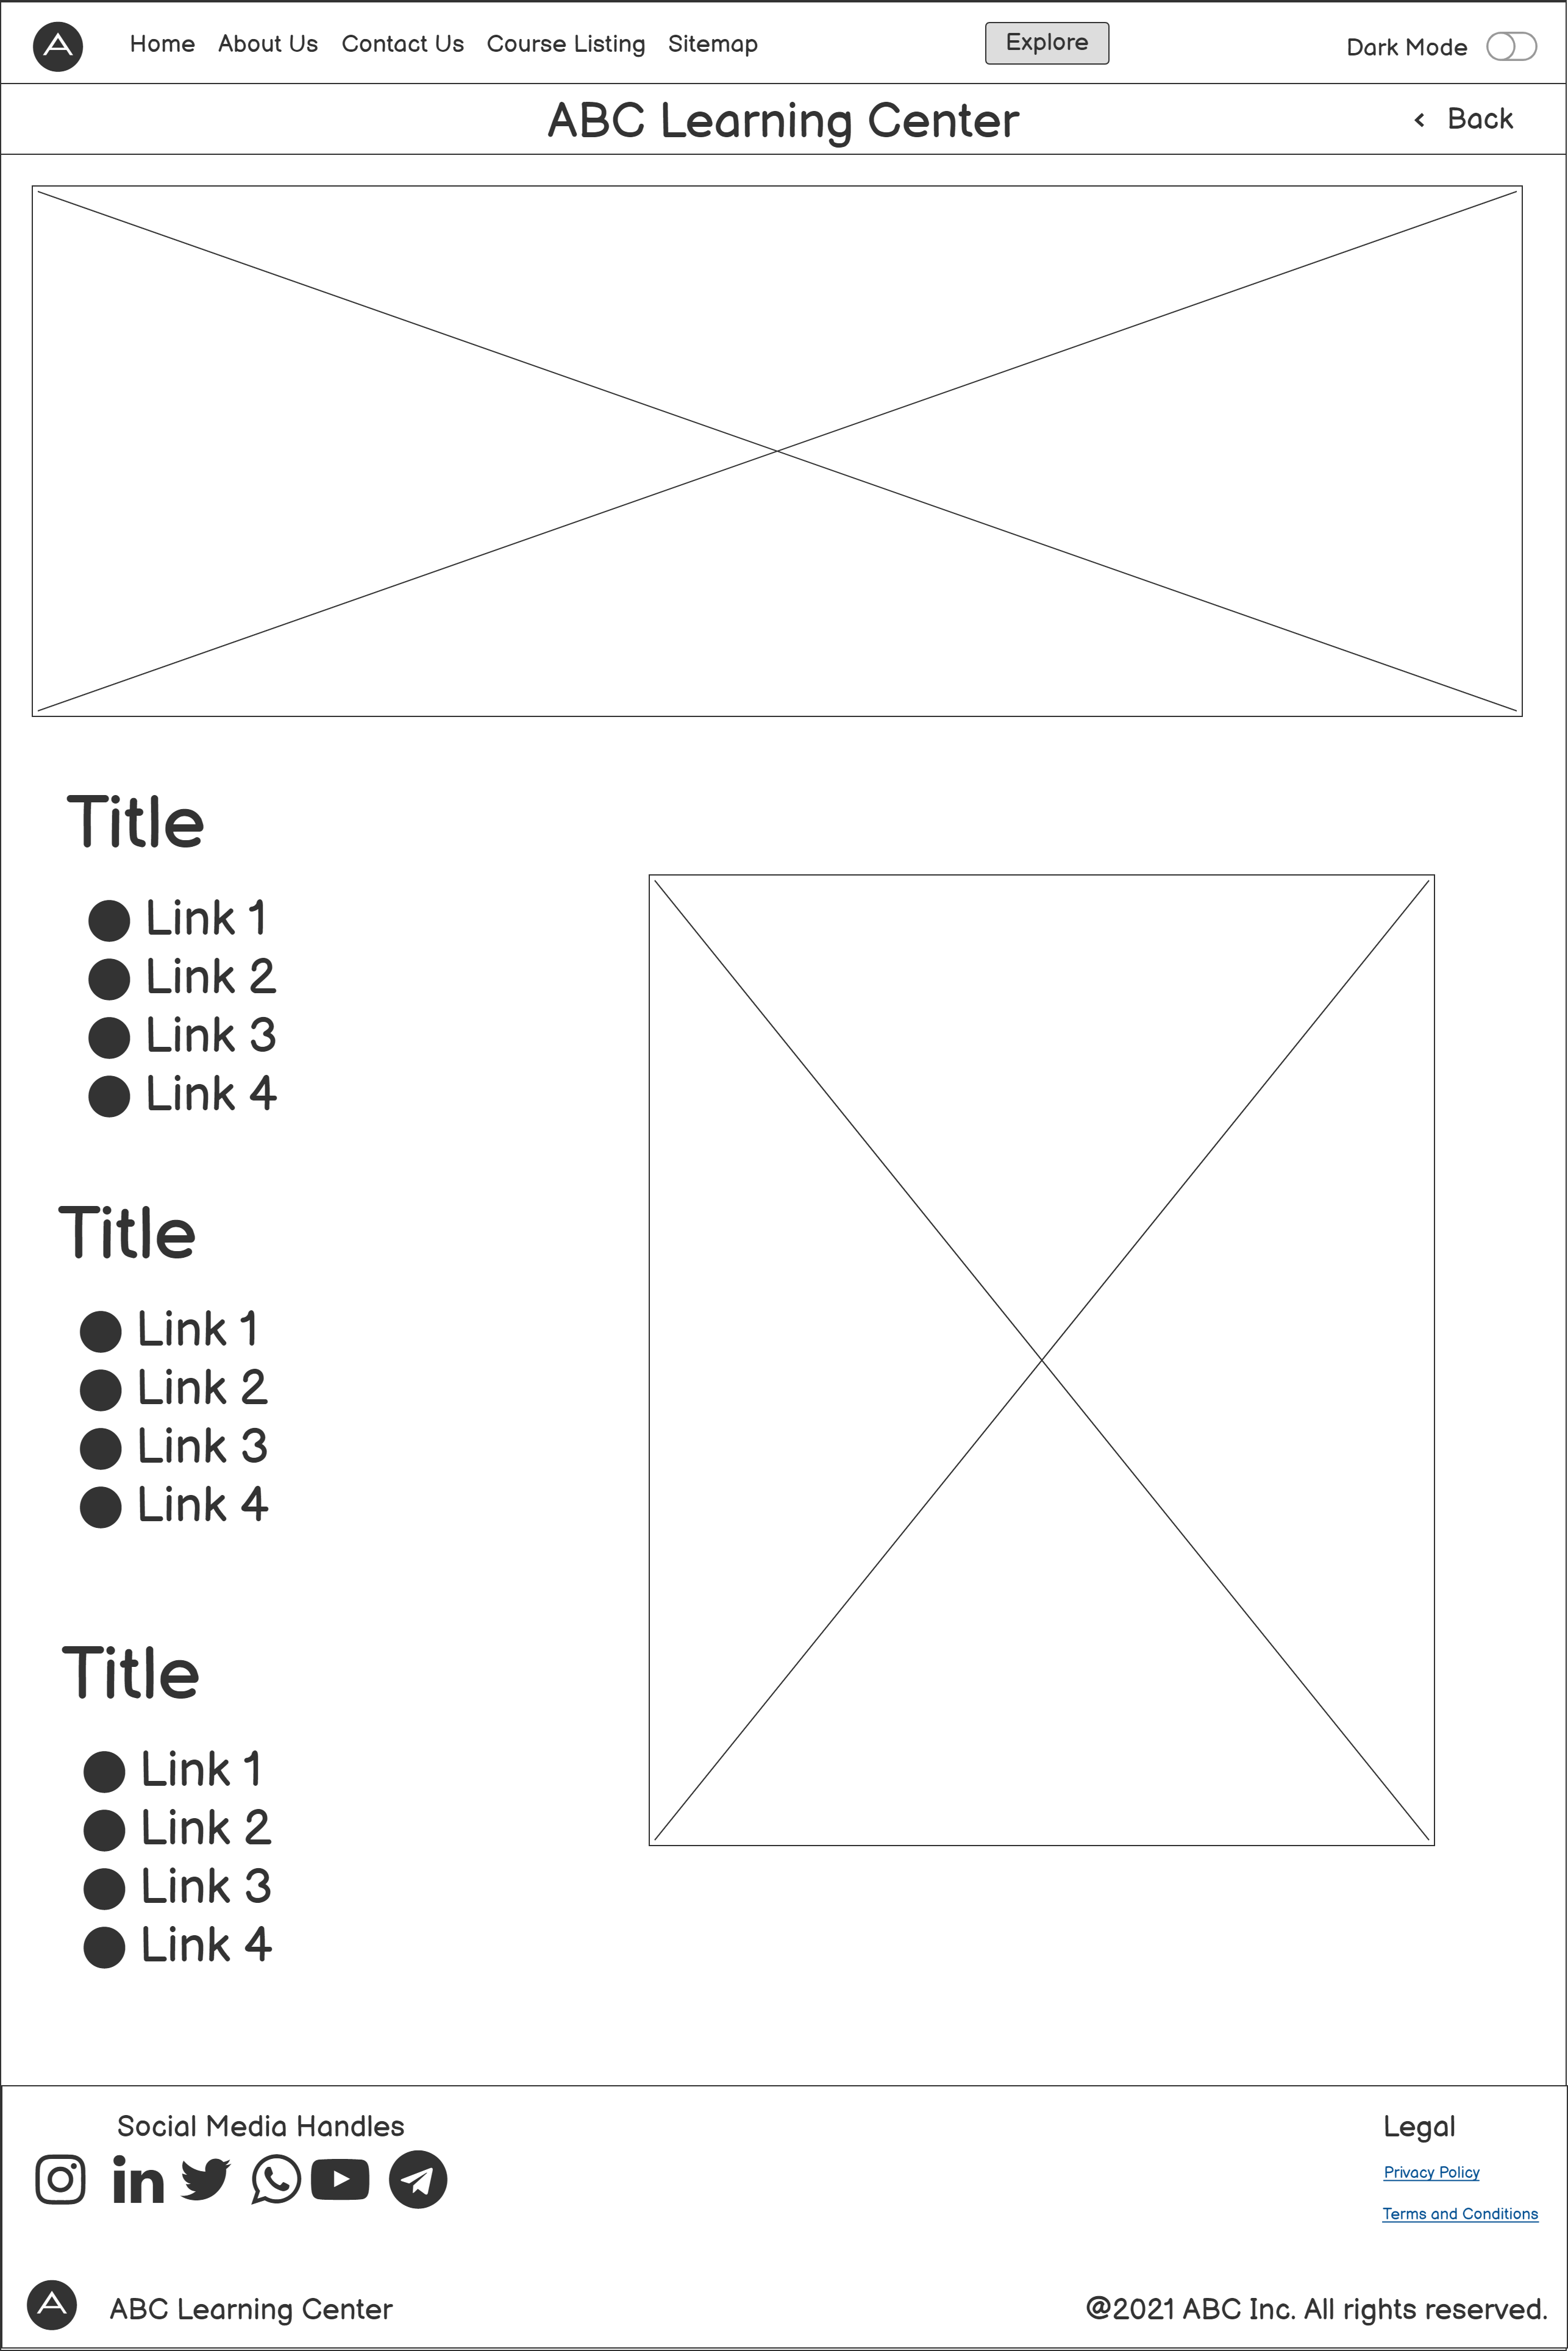 A Home About Us Contact Us Course Listing Sitemap Explore Dark Mode
ABC Learning Center < Back
Title
Link 1
Link 2
Link 3
Link 4
Title
Link 1
Link 2
Link 3
Link 4
Title
Link 1
Link 2
Link 3
Link 4
Social Media Handles
in
Legal
Privacy Policy
Terms and Conditions
A ABC Learning Center
@2021 ABC Inc. All rights reserved.